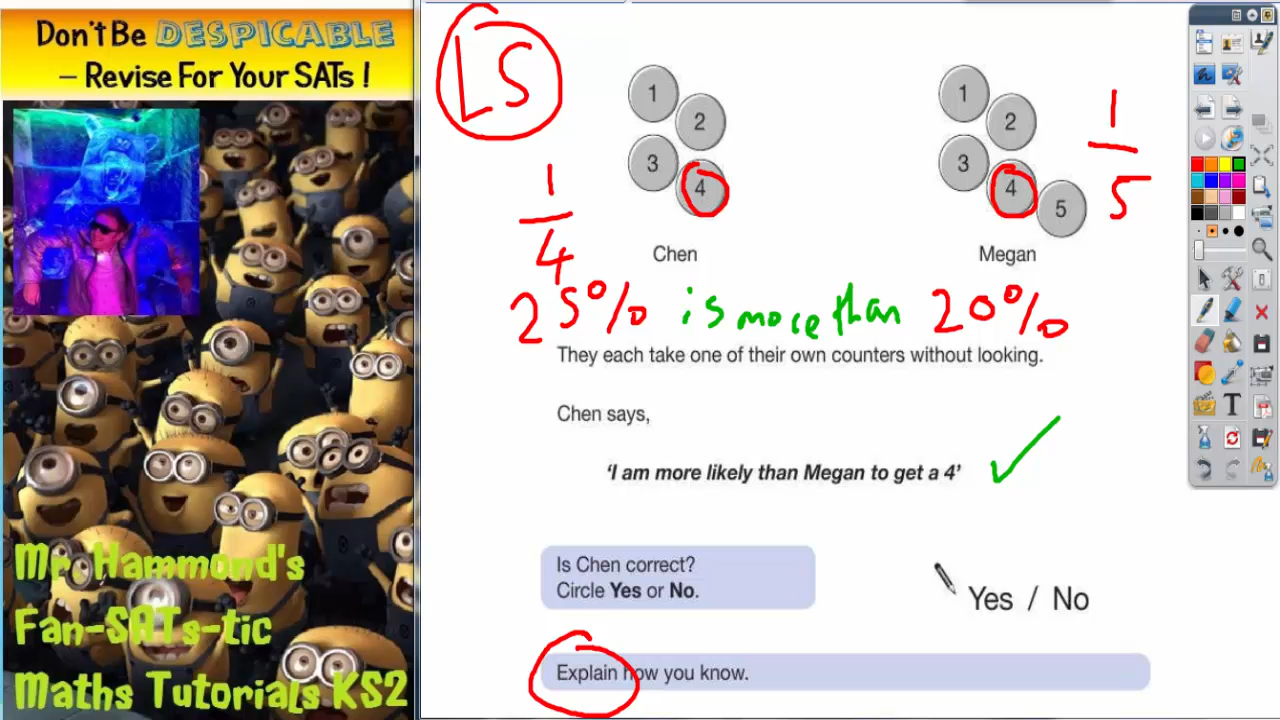 Don't Be DESPICABLE
– Revise For Your SATs !
LS
1
2
3
4
Chen
1
4
1
2
3
4
5
Megan
1
5
25% is more than 20%
They each take one of their own counters without looking.
Chen says,
'I am more likely than Megan to get a 4'
Is Chen correct?
Circle Yes or No.
Yes / No
Explain how you know.
Mr Hammond's
Fan-SATs-tic
Maths Tutorials KS2